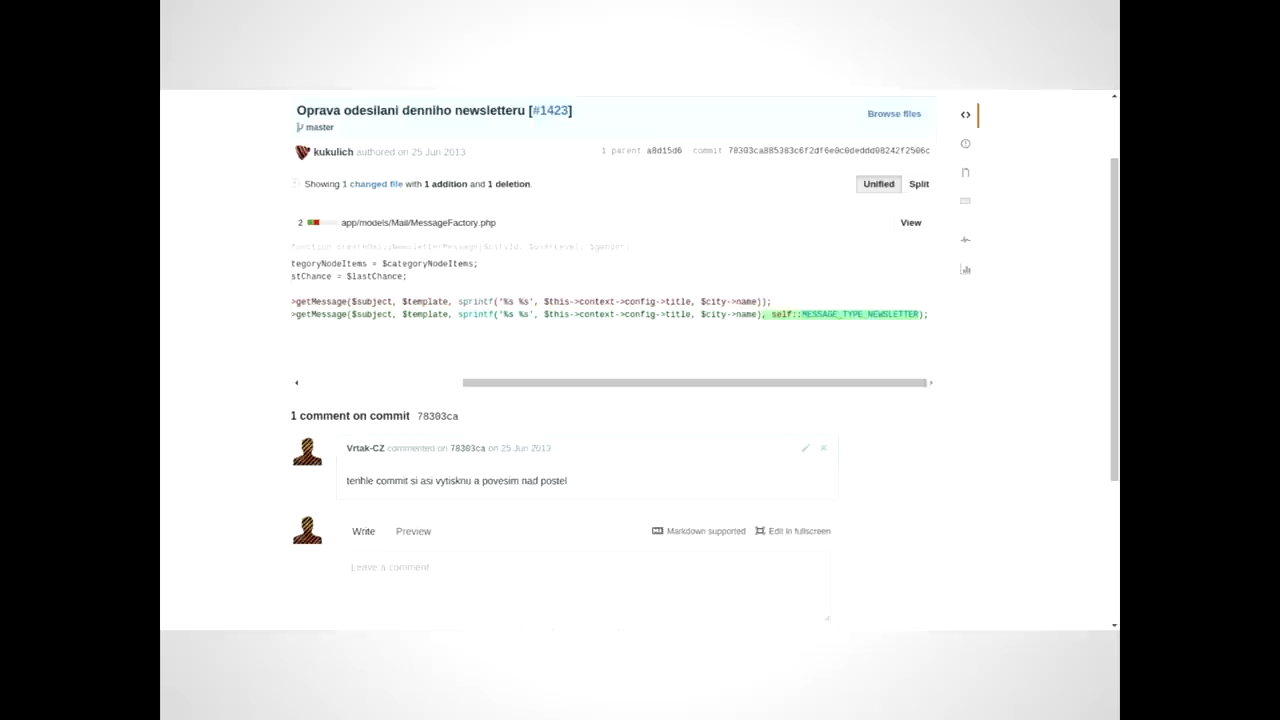 Oprava odesilani denniho newsletteru [#1423]
Browse files
master
kukulich authored on 25 Jun 2013
1 parent a8d15d6 commit 78303ca885383c6f2df6e0c0deddd08242f2506c
Showing 1 changed file with 1 addition and 1 deletion.
Unified Split
2 app/models/Mail/MessageFactory.php
View
tegoryNodeItems = $categoryNodeItems;
stChance = $lastChance;
>getMessage($subject, $template, sprintf('%s %s', $this->context->config->title, $city->name));
>getMessage($subject, $template, sprintf('%s %s', $this->context->config->title, $city->name), self::MESSAGE_TYPE_NEWSLETTER);
1 comment on commit 78303ca
Vrtak-CZ commented on 78303ca on 25 Jun 2013
tenhle commit si asi vytisknu a povesim nad postel
Write Preview
Markdown supported Edit in fullscreen
Leave a comment